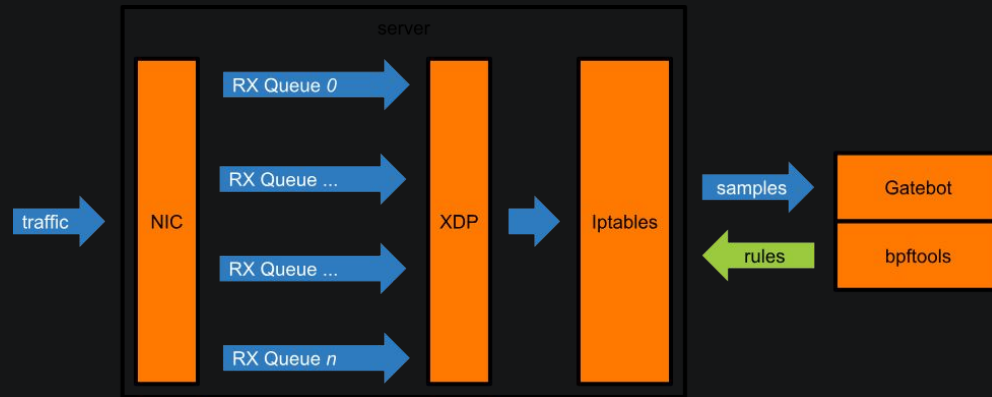 server
RX Queue 0
RX Queue ...
RX Queue ...
RX Queue n
traffic
NIC
XDP
Iptables
samples
rules
Gatebot
bpftools